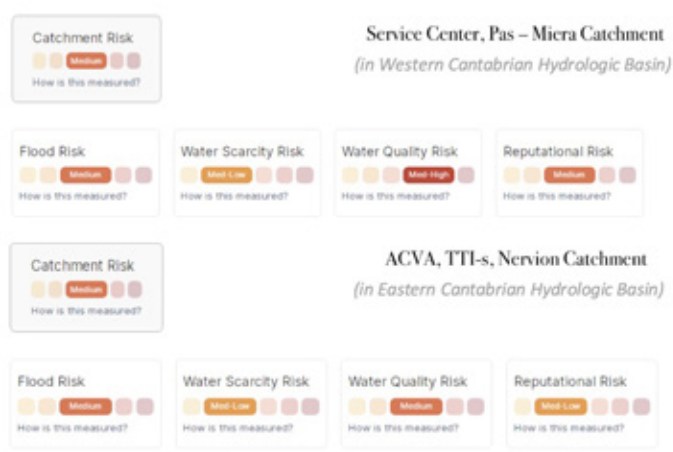 Catchment Risk
Medium
How is this measured?
Service Center, Pas – Miera Catchment
(in Western Cantabrian Hydrologic Basin)
Flood Risk
Medium
How is this measured?
Water Scarcity Risk
Med-Low
How is this measured?
Water Quality Risk
Med-High
How is this measured?
Reputational Risk
Medium
How is this measured?
Catchment Risk
Medium
How is this measured?
ACVA, TTI-s, Nervion Catchment
(in Eastern Cantabrian Hydrologic Basin)
Flood Risk
Medium
How is this measured?
Water Scarcity Risk
Med-Low
How is this measured?
Water Quality Risk
Medium
How is this measured?
Reputational Risk
Med-Low
How is this measured?